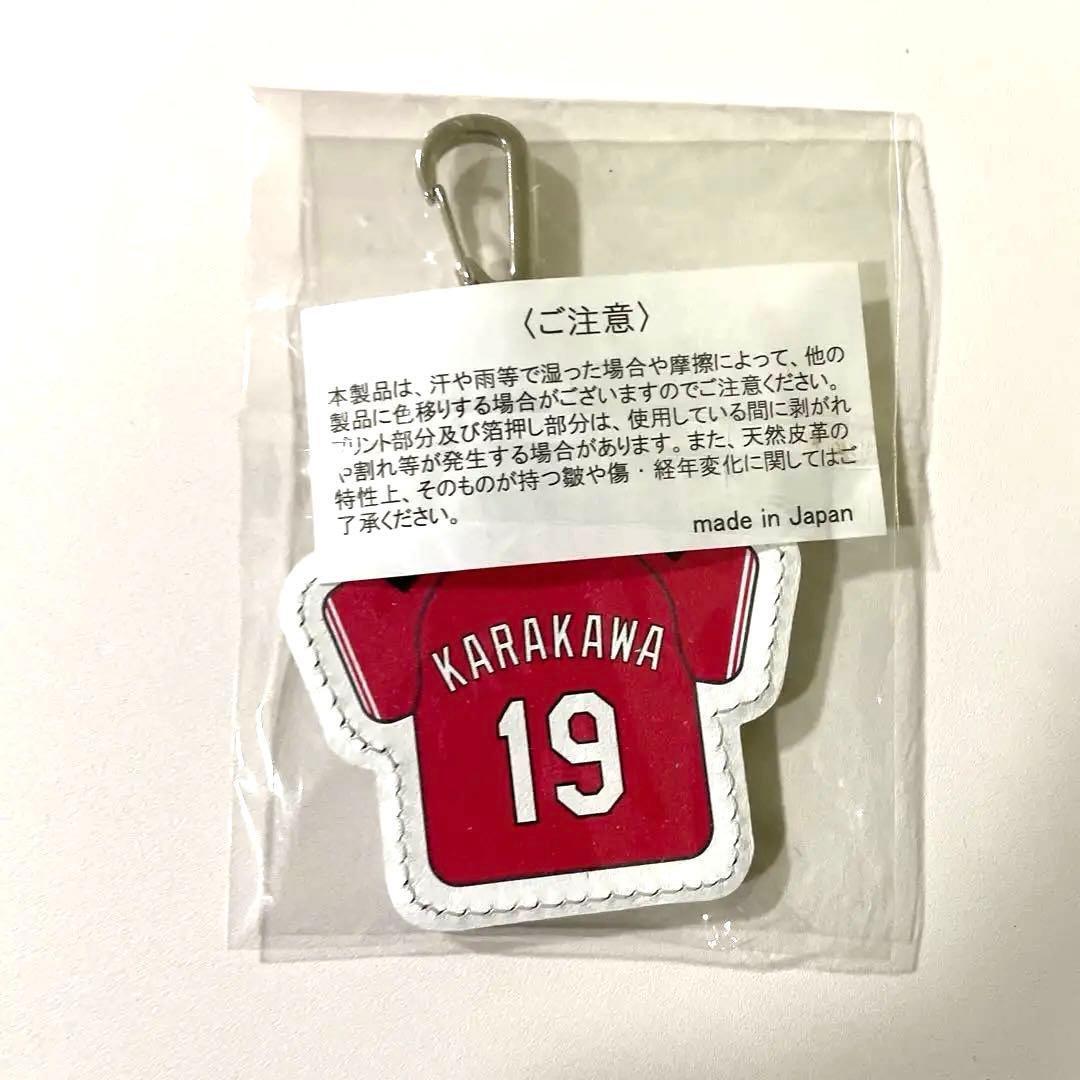 〈ご注意〉
本製品は、汗や雨等で湿った場合や摩擦によって、他の
製品に色移りする場合がございますのでご注意ください。
プリント部分及び箔押し部分は、使用している間に剥がれ
や割れ等が発生する場合があります。また、天然皮革の
特性上、そのものが持つ皺や傷・経年変化に関してはご
了承ください。
made in Japan
KARAKAWA
19